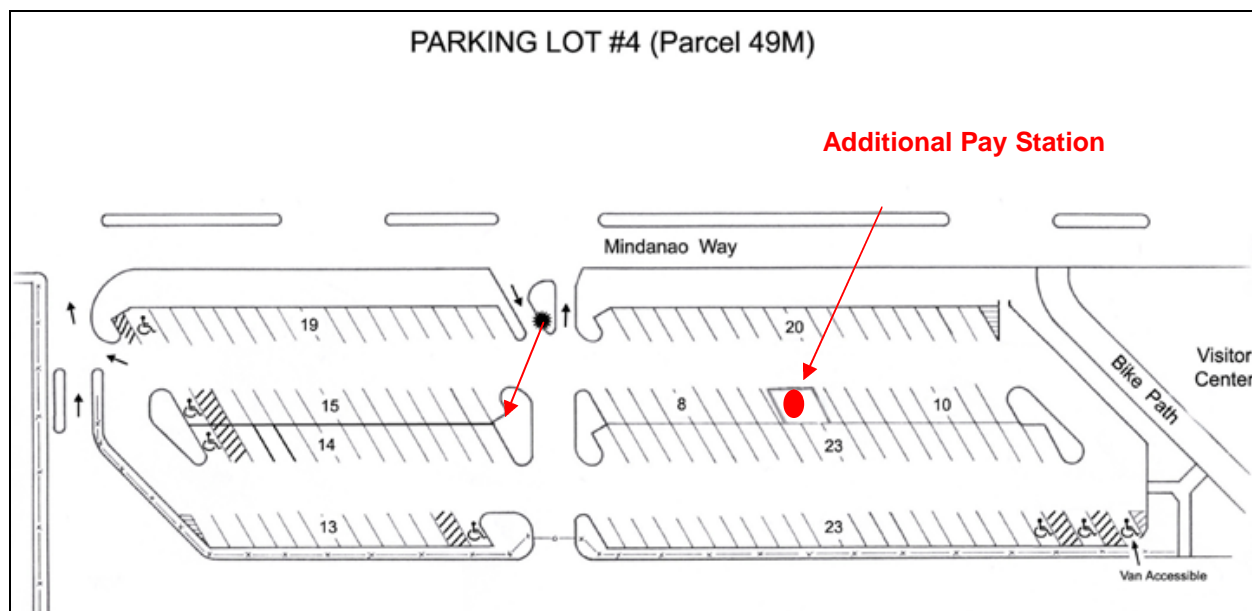 PARKING LOT #4 (Parcel 49M)
Additional Pay Station
Mindanao Way
19
20
Visitor
Center
Bike Path
15
8
10
14
23
13
23
Van Accessible